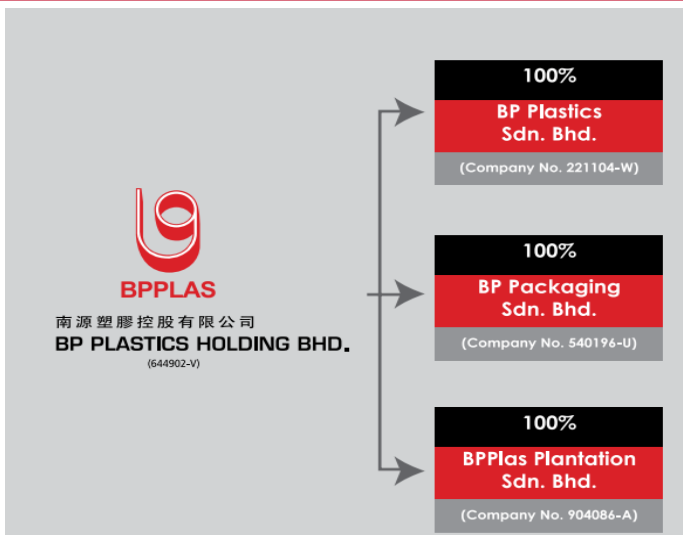 BPPLAS
南源塑膠控股有限公司
BP PLASTICS HOLDING BHD.
(644902-V)
100%
BP Plastics
Sdn. Bhd.
(Company No. 221104-W)
100%
BP Packaging
Sdn. Bhd.
(Company No. 540196-U)
100%
BPPlas Plantation
Sdn. Bhd.
(Company No. 904086-A)